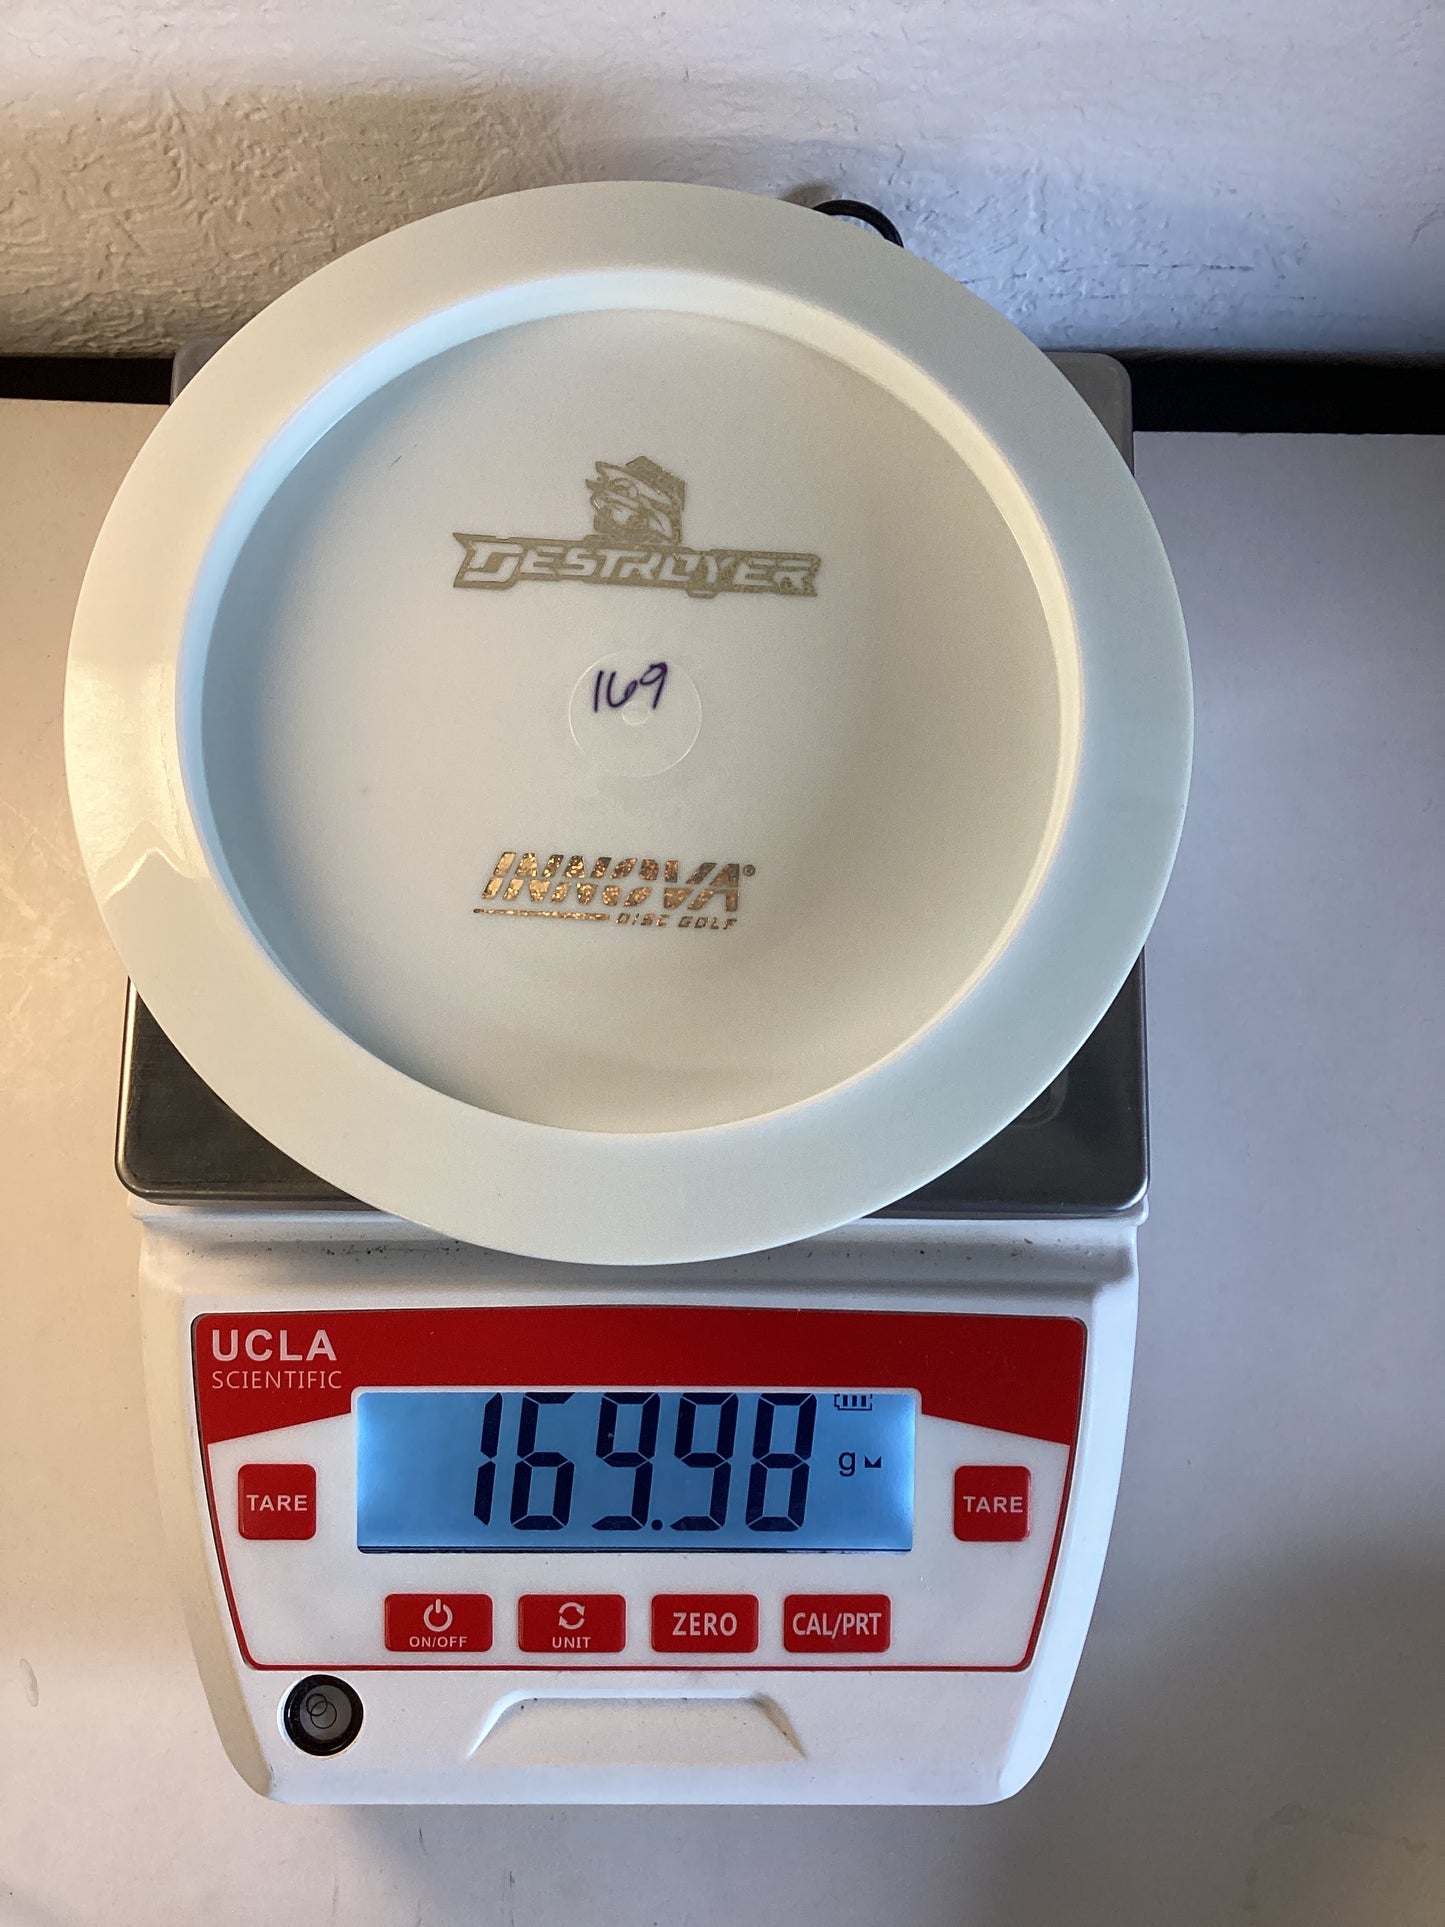 DESTROYER
169
INNOVA®
DISC GOLF
UCLA
SCIENTIFIC
169.98 g
TARE
TARE
ON/OFF
UNIT
ZERO
CAL/PRT